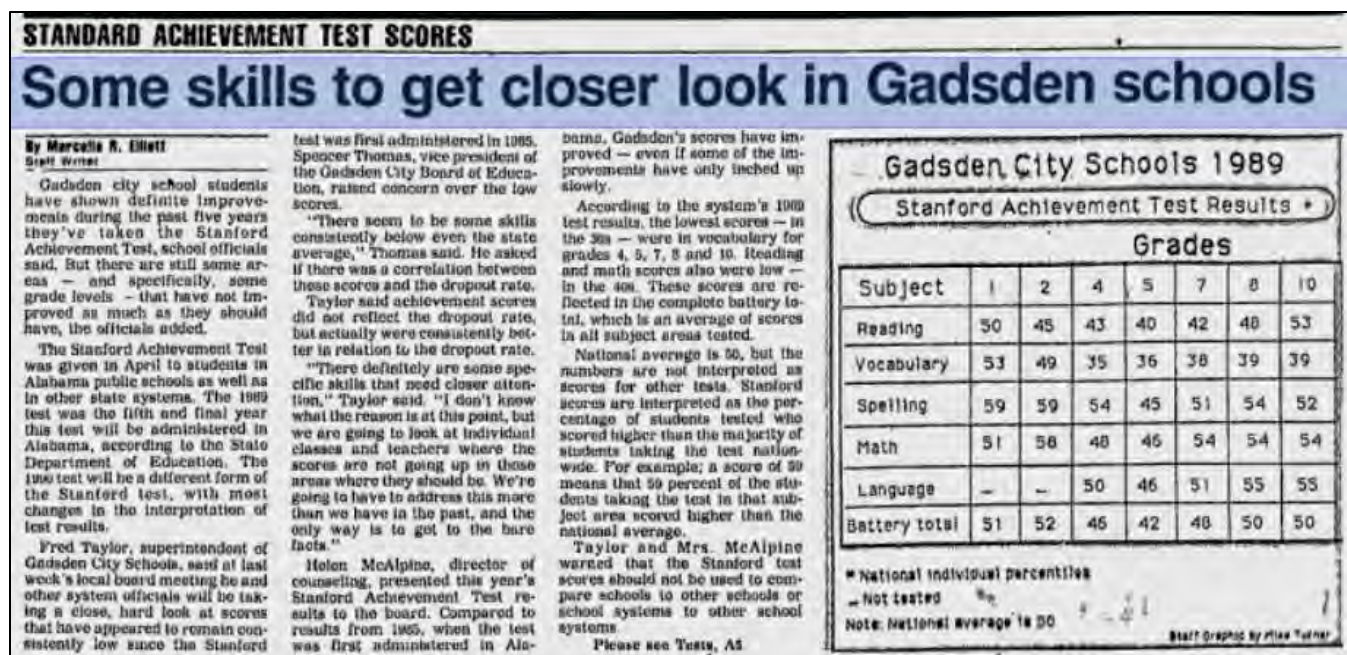 STANDARD ACHIEVEMENT TEST SCORES
Some skills to get closer look in Gadsden schools
By Marcella R. Elliott
Staff Writer
Gadsden city school students
have shown definite improve-
ments during the past five years
they've taken the Stanford
Achievement Test, school officials
said. But there are still some ar-
eas — and specifically, some
grade levels – that have not im-
proved as much as they should
have, the officials added.
The Stanford Achievement Test
was given in April to students in
Alabama public schools as well as
in other state systems. The 1989
test was the fifth and final year
this test will be administered in
Alabama, according to the State
Department of Education. The
1990 test will be a different form of
the Stanford test, with most
changes in the interpretation of
test results.
Fred Taylor, superintendent of
Gadsden City Schools, said at last
week's local board meeting he and
other system officials will be tak-
ing a close, hard look at scores
that have appeared to remain con-
sistently low since the Stanford
test was first administered in 1985.
Spencer Thomas, vice president of
the Gadsden City Board of Educa-
tion, raised concern over the low
scores.
"There seem to be some skills
consistently below even the state
average," Thomas said. He asked
if there was a correlation between
those scores and the dropout rate.
Taylor said achievement scores
did not reflect the dropout rate,
but actually were consistently bet-
ter in relation to the dropout rate.
"There definitely are some spe-
cific skills that need closer atten-
tion," Taylor said. "I don't know
what the reason is at this point, but
we are going to look at individual
classes and teachers where the
scores are not going up in those
areas where they should be. We're
going to have to address this more
than we have in the past, and the
only way is to get to the bare
facts."
Helen McAlpine, director of
counseling, presented this year's
Stanford Achievement Test re-
sults to the board. Compared to
results from 1985, when the test
was first administered in Ala-
bama, Gadsden's scores have im-
proved — even if some of the im-
provements have only inched up
slowly.
According to the system's 1989
test results, the lowest scores — in
the 30s — were in vocabulary for
grades 4, 5, 7, 8 and 10. Reading
and math scores also were low —
in the 40s. These scores are re-
flected in the complete battery to-
tal, which is an average of scores
in all subject areas tested.
National average is 50, but the
numbers are not interpreted as
scores for other tests. Stanford
scores are interpreted as the per-
centage of students tested who
scored higher than the majority of
students taking the test nation-
wide. For example; a score of 59
means that 59 percent of the stu-
dents taking the test in that sub-
ject area scored higher than the
national average.
Taylor and Mrs. McAlpine
warned that the Stanford test
scores should not be used to com-
pare schools to other schools or
school systems to other school
systems.
Please see Tests, A5
Gadsden City Schools 1989
Stanford Achievement Test Results *
Grades
Subject 1 2 4 5 7 8 10
Reading 50 45 43 40 42 48 53
Vocabulary 53 49 35 36 38 39 39
Spelling 59 59 54 45 51 54 52
Math 51 58 48 46 54 54 54
Language – – 50 46 51 55 55
Battery total 51 52 46 42 48 50 50
* National individual percentiles
– Not tested
Note: National average is 50
Staff Graphic by Mike Turner